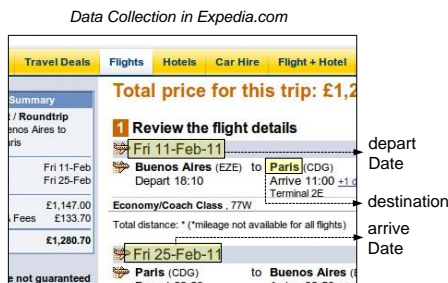 Data Collection in Expedia.com
Travel Deals Flights Hotels Car Hire Flight + Hotel
Summary
/ Roundtrip
enos Aires to
aris
Fri 11-Feb
Fri 25-Feb
£1,147.00
Fees £133.70
£1,280.70
e not guaranteed
Total price for this trip: £1,2
1 Review the flight details
Fri 11-Feb-11
Buenos Aires (EZE) to Paris (CDG)
Depart 18:10 Arrive 11:00 +1 d
Terminal 2E
Economy/Coach Class , 77W
Total distance: * (*mileage not available for all flights)
Fri 25-Feb-11
Paris (CDG) to Buenos Aires (E
depart
Date
destination
arrive
Date